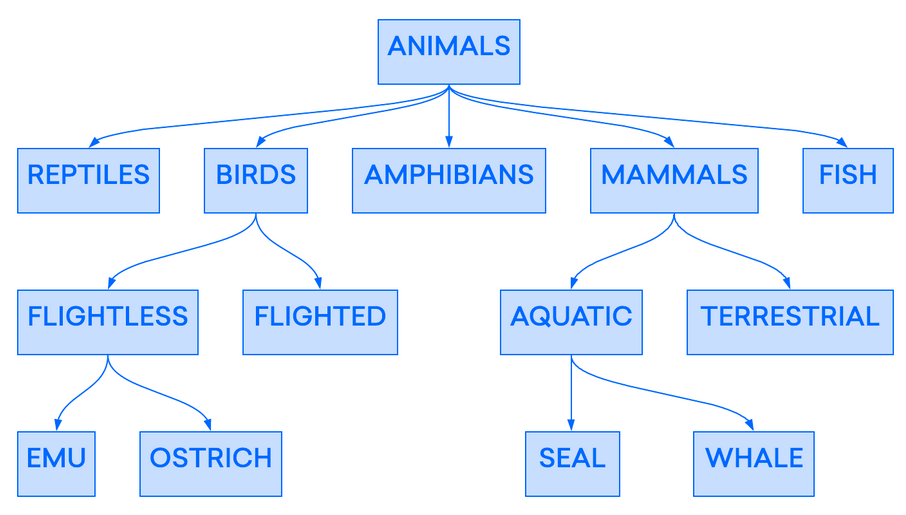 ANIMALS
REPTILES
BIRDS
AMPHIBIANS
MAMMALS
FISH
FLIGHTLESS
FLIGHTED
AQUATIC
TERRESTRIAL
EMU
OSTRICH
SEAL
WHALE